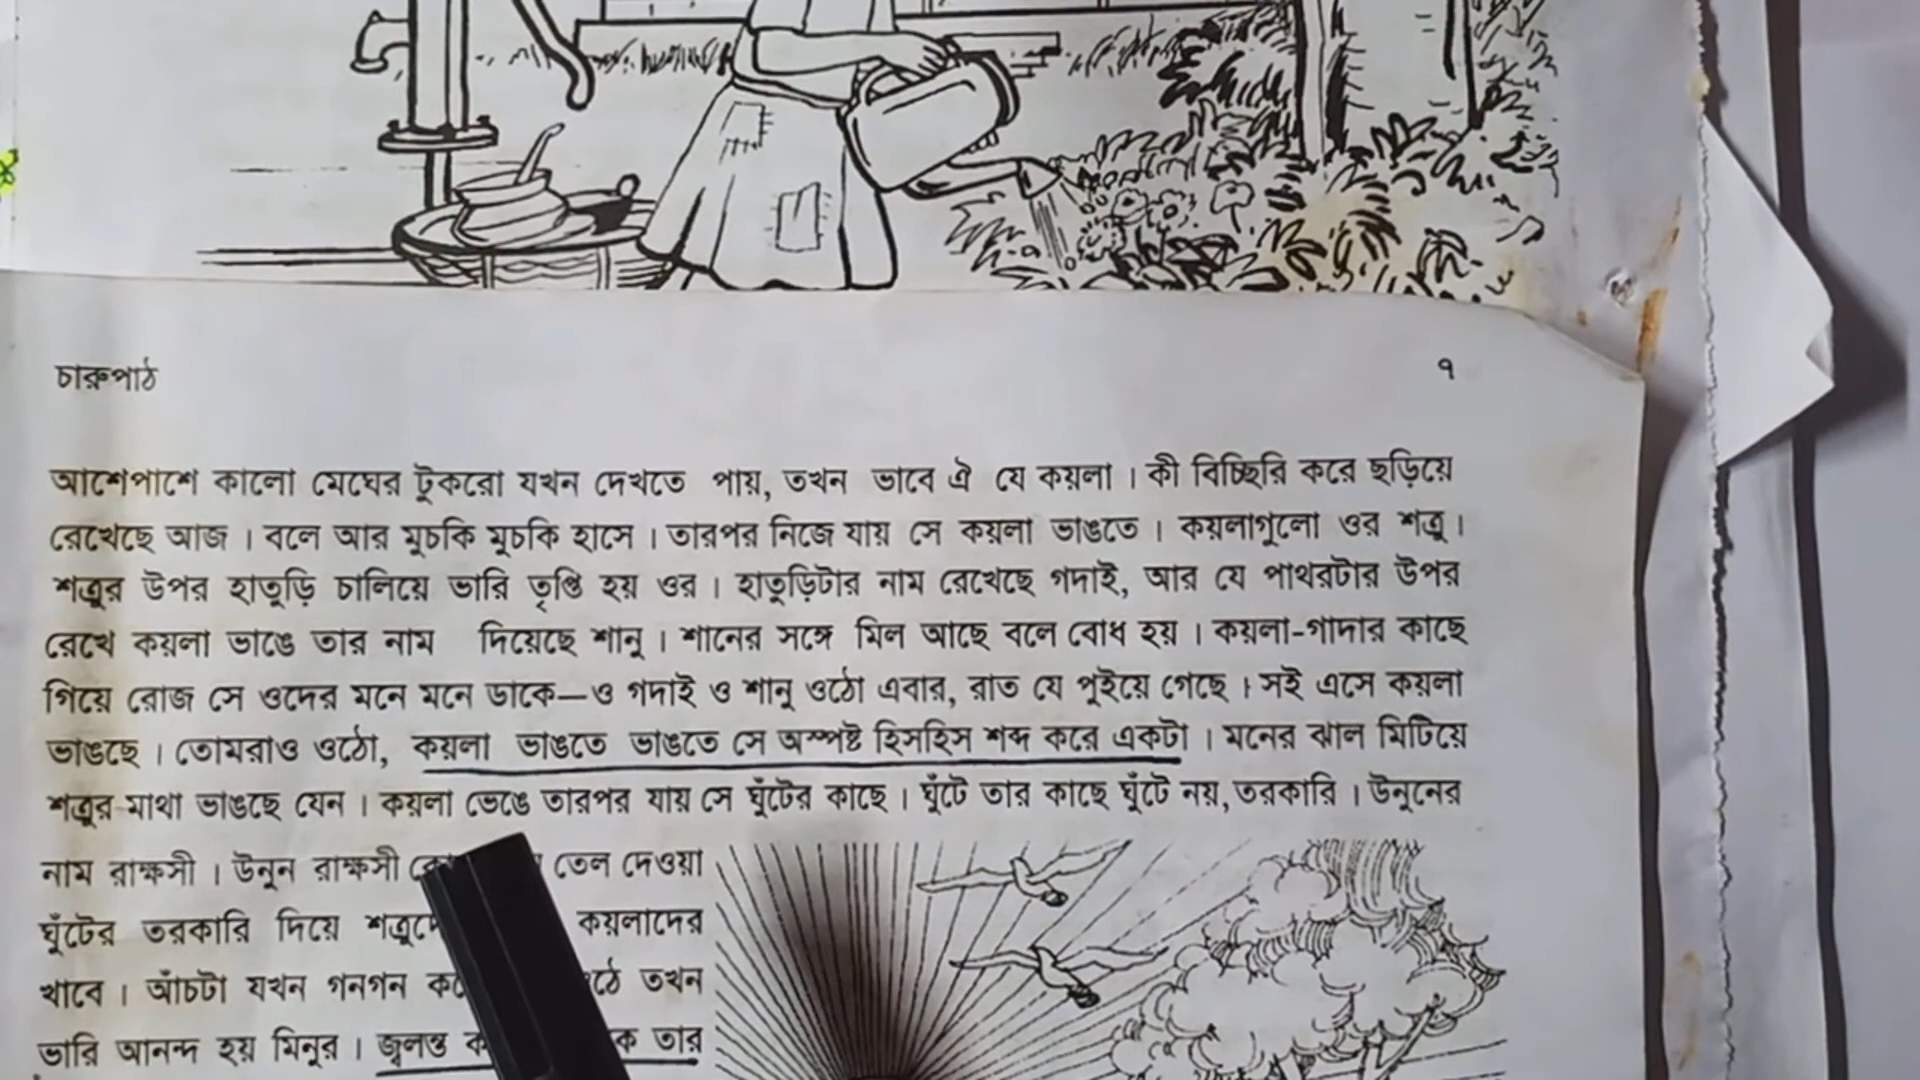 চারুপাঠ
৭
আশেপাশে কালো মেঘের টুকরো যখন দেখতে পায়, তখন ভাবে ঐ যে কয়লা। কী বিচ্ছিরি করে ছড়িয়ে
রেখেছে আজ। বলে আর মুচকি মুচকি হাসে। তারপর নিজে যায় সে কয়লা ভাঙতে। কয়লাগুলো ওর শত্রু।
শত্রুর উপর হাতুড়ি চালিয়ে ভারি তৃপ্তি হয় ওর। হাতুড়িটার নাম রেখেছে গদাই, আর যে পাথরটার উপর
রেখে কয়লা ভাঙে তার নাম দিয়েছে শানু। শানের সঙ্গে মিল আছে বলে বোধ হয়। কয়লা-গাদার কাছে
গিয়ে রোজ সে ওদের মনে মনে ডাকে—ও গদাই ও শানু ওঠো এবার, রাত যে পুইয়ে গেছে। সই এসে কয়লা
ভাঙছে। তোমরাও ওঠো, কয়লা ভাঙতে ভাঙতে সে অস্পষ্ট হিসহিস শব্দ করে একটা। মনের ঝাল মিটিয়ে
শত্রুর মাথা ভাঙছে যেন। কয়লা ভেঙে তারপর যায় সে ঘুঁটের কাছে। ঘুঁটে তার কাছে ঘুঁটে নয়, তরকারি। উনুনের
নাম রাক্ষসী। উনুন রাক্ষসী তেল দেওয়া
ঘুঁটের তরকারি দিয়ে কয়লাদের
খাবে। আঁচটা যখন গনগন তখন
ভারি আনন্দ হয় মিনুর। জ্বলন্ত তার